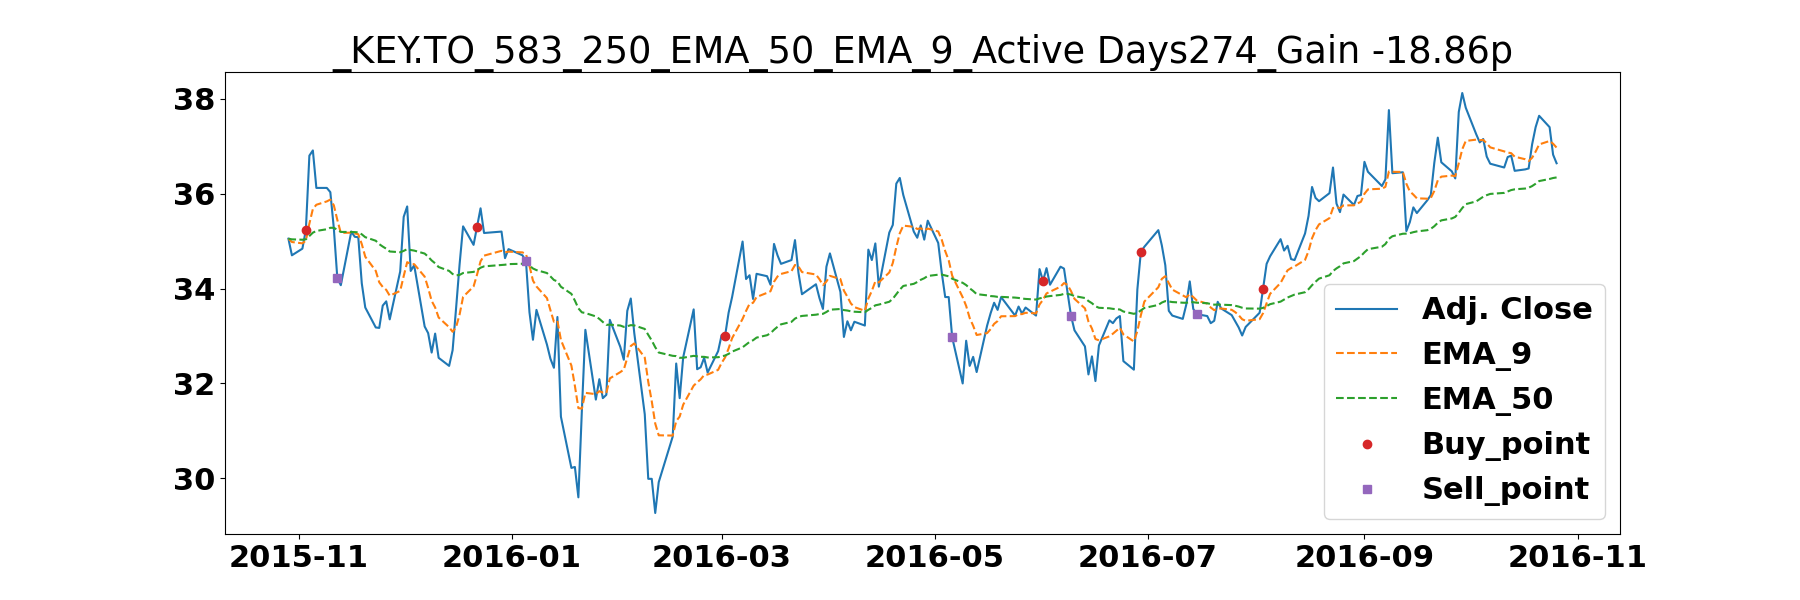 _KEY.TO_583_250_EMA_50_EMA_9_Active Days274_Gain -18.86p
38
36
34
32
30
Adj. Close
EMA_9
EMA_50
Buy_point
Sell_point
2015-11 2016-01 2016-03 2016-05 2016-07 2016-09 2016-11